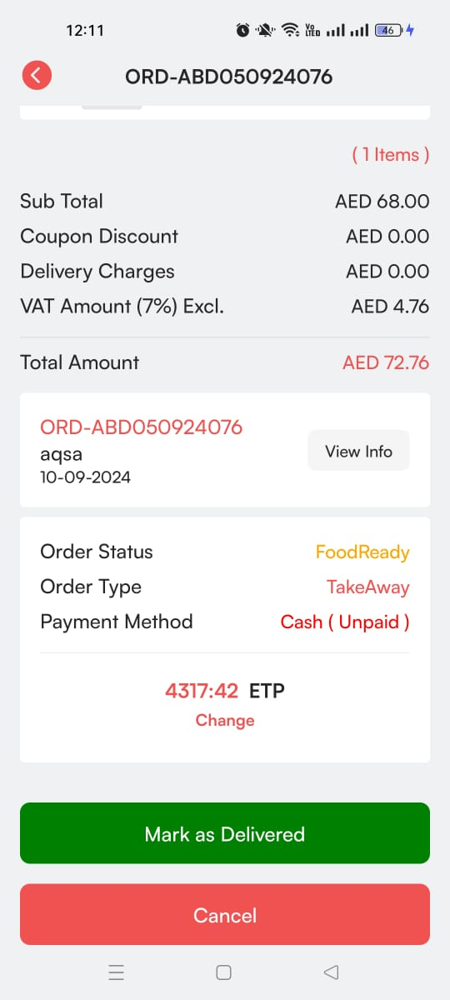 12:11
Vo LTED 46
ORD-ABD050924076
( 1 Items )
Sub Total AED 68.00
Coupon Discount AED 0.00
Delivery Charges AED 0.00
VAT Amount (7%) Excl. AED 4.76
Total Amount AED 72.76
ORD-ABD050924076
aqsa
10-09-2024
View Info
Order Status FoodReady
Order Type TakeAway
Payment Method Cash ( Unpaid )
4317:42 ETP
Change
Mark as Delivered
Cancel